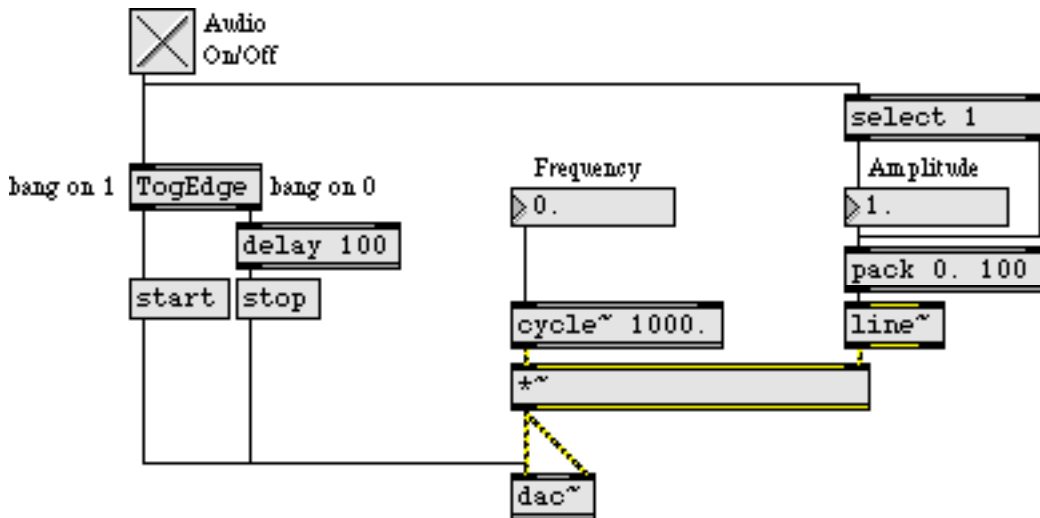 Audio
On/Off
select 1
Frequency
Amplitude
bang on 1
TogEdge
bang on 0
0.
1.
delay 100
pack 0. 100
start
stop
cycle~ 1000.
line~
*~
dac~